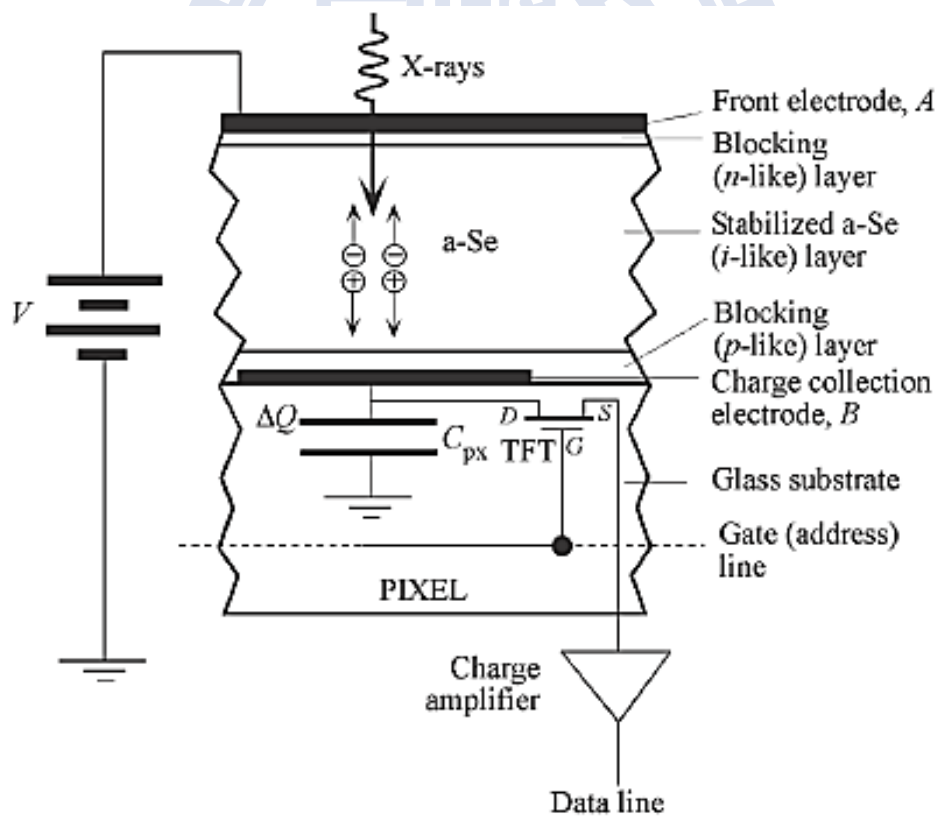 X-rays
Front electrode, A
Blocking
(n-like) layer
a-Se
Stabilized a-Se
(i-like) layer
V
Blocking
(p-like) layer
Charge collection
electrode, B
ΔQ
Cpx
D
S
TFT
G
Glass substrate
Gate (address)
line
PIXEL
Charge
amplifier
Data line